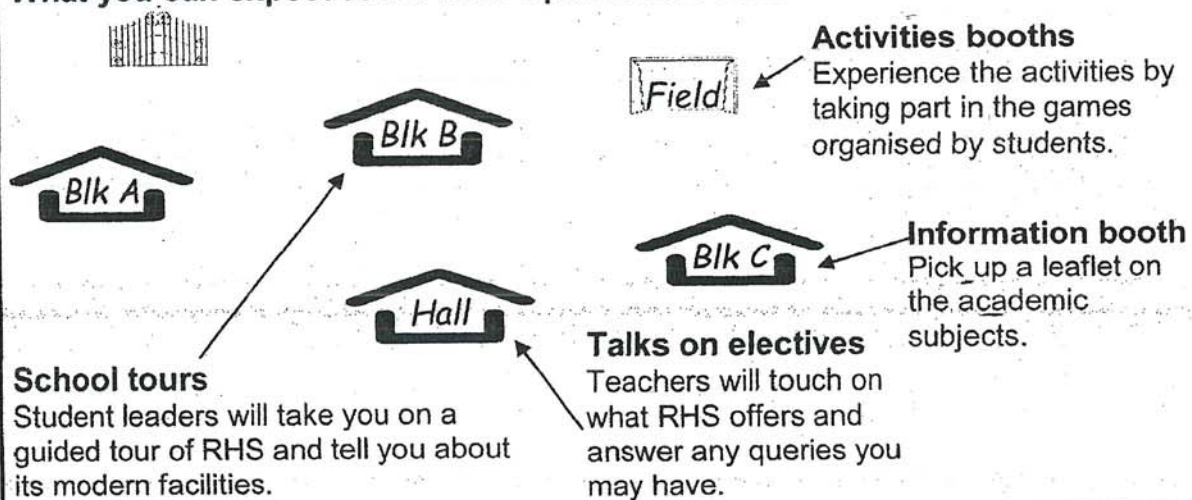 Activities booths
Experience the activities by
taking part in the games
organised by students.
Field
Blk B
Blk A
Information booth
Pick up a leaflet on
the academic
subjects.
Blk C
Hall
Talks on electives
Teachers will touch on
what RHS offers and
answer any queries you
may have.
School tours
Student leaders will take you on a
guided tour of RHS and tell you about
its modern facilities.